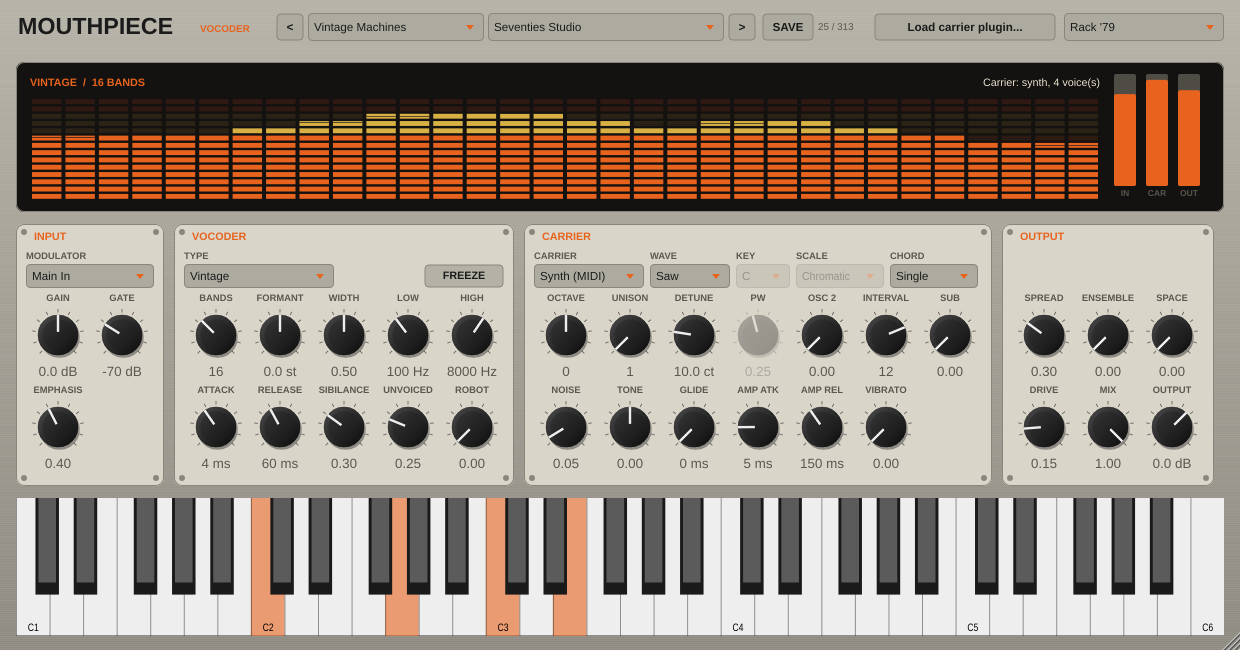 MOUTHPIECE VOCODER < Vintage Machines Seventies Studio > SAVE 25 / 313 Load carrier plugin... Rack '79
VINTAGE / 16 BANDS Carrier: synth, 4 voice(s)
IN CAR OUT
INPUT VOCODER CARRIER OUTPUT
MODULATOR TYPE CARRIER WAVE KEY SCALE CHORD
Main In Vintage FREEZE Synth (MIDI) Saw C Chromatic Single
GAIN GATE BANDS FORMANT WIDTH LOW HIGH OCTAVE UNISON DETUNE PW OSC 2 INTERVAL SUB SPREAD ENSEMBLE SPACE
0.0 dB -70 dB 16 0.0 st 0.50 100 Hz 8000 Hz 0 1 10.0 ct 0.25 0.00 12 0.00 0.30 0.00 0.00
EMPHASIS ATTACK RELEASE SIBILANCE UNVOICED ROBOT NOISE TONE GLIDE AMP ATK AMP REL VIBRATO DRIVE MIX OUTPUT
0.40 4 ms 60 ms 0.30 0.25 0.00 0.05 0.00 0 ms 5 ms 150 ms 0.00 0.15 1.00 0.0 dB
C1 C2 C3 C4 C5 C6